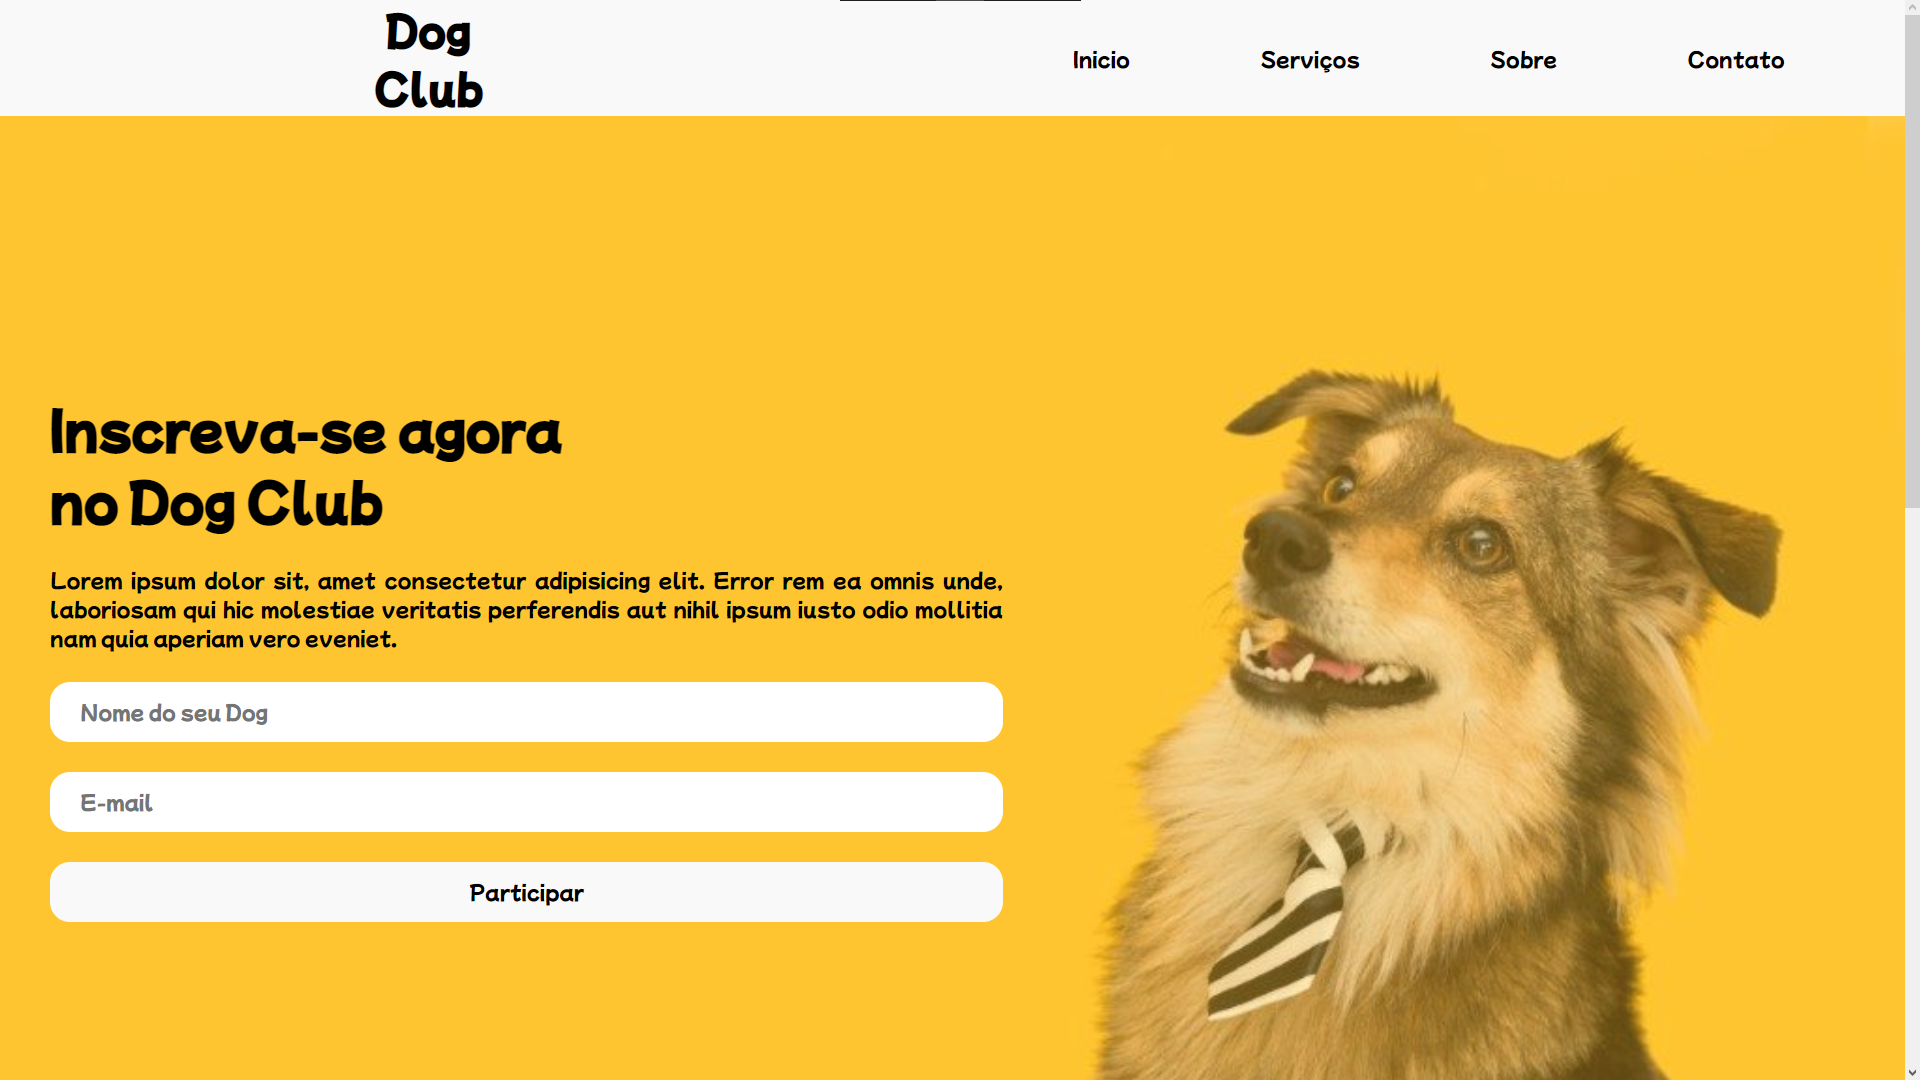 Dog
Club
Inicio
Serviços
Sobre
Contato
Inscreva-se agora
no Dog Club
Lorem ipsum dolor sit, amet consectetur adipisicing elit. Error rem ea omnis unde,
laboriosam qui hic molestiae veritatis perferendis aut nihil ipsum iusto odio mollitia
nam quia aperiam vero eveniet.
Nome do seu Dog
E-mail
Participar